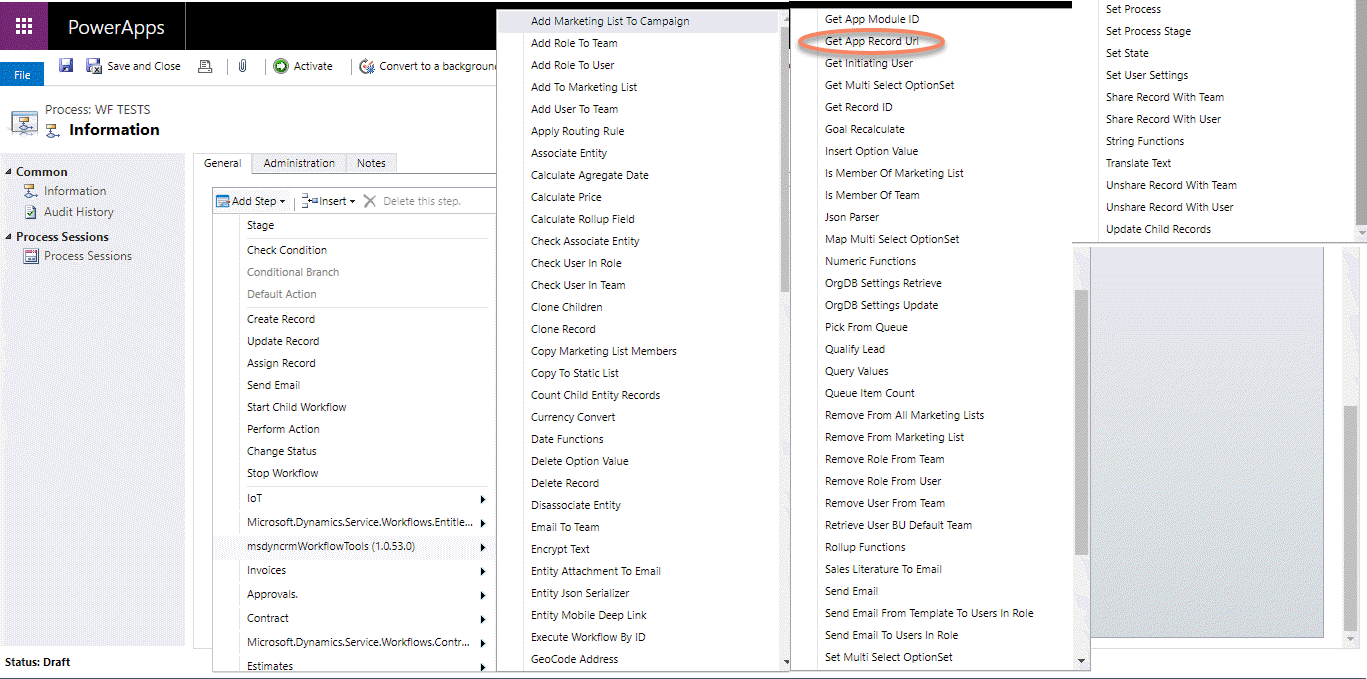 PowerApps
File
Save and Close
Activate
Convert to a background
Process: WF TESTS
Information
Common
Information
Audit History
Process Sessions
Process Sessions
General
Administration
Notes
Add Step
Insert
Delete this step.
Stage
Check Condition
Conditional Branch
Default Action
Create Record
Update Record
Assign Record
Send Email
Start Child Workflow
Perform Action
Change Status
Stop Workflow
IoT
Microsoft.Dynamics.Service.Workflows.Entitle...
msdyncrmWorkflowTools (1.0.53.0)
Invoices
Approvals.
Contract
Microsoft.Dynamics.Service.Workflows.Contr...
Estimates
Status: Draft
Add Marketing List To Campaign
Add Role To Team
Add Role To User
Add To Marketing List
Add User To Team
Apply Routing Rule
Associate Entity
Calculate Agregate Date
Calculate Price
Calculate Rollup Field
Check Associate Entity
Check User In Role
Check User In Team
Clone Children
Clone Record
Copy Marketing List Members
Copy To Static List
Count Child Entity Records
Currency Convert
Date Functions
Delete Option Value
Delete Record
Disassociate Entity
Email To Team
Encrypt Text
Entity Attachment To Email
Entity Json Serializer
Entity Mobile Deep Link
Execute Workflow By ID
GeoCode Address
Get App Module ID
Get App Record Url
Get Initiating User
Get Multi Select OptionSet
Get Record ID
Goal Recalculate
Insert Option Value
Is Member Of Marketing List
Is Member Of Team
Json Parser
Map Multi Select OptionSet
Numeric Functions
OrgDB Settings Retrieve
OrgDB Settings Update
Pick From Queue
Qualify Lead
Query Values
Queue Item Count
Remove From All Marketing Lists
Remove From Marketing List
Remove Role From Team
Remove Role From User
Remove User From Team
Retrieve User BU Default Team
Rollup Functions
Sales Literature To Email
Send Email
Send Email From Template To Users In Role
Send Email To Users In Role
Set Multi Select OptionSet
Set Process
Set Process Stage
Set State
Set User Settings
Share Record With Team
Share Record With User
String Functions
Translate Text
Unshare Record With Team
Unshare Record With User
Update Child Records